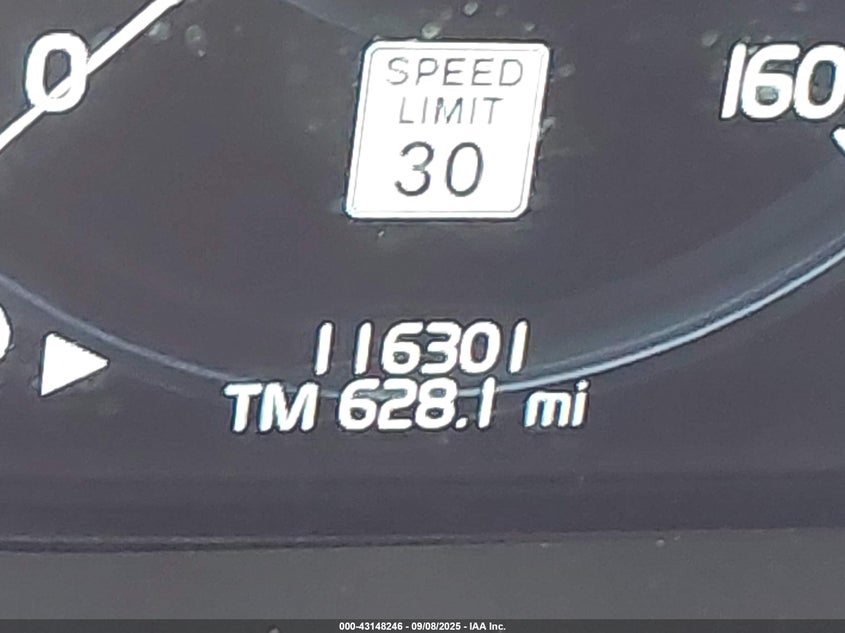 0
160
SPEED
LIMIT
30
116301
TM 628.1 mi
000-43148246 - 09/08/2025 - IAA Inc.